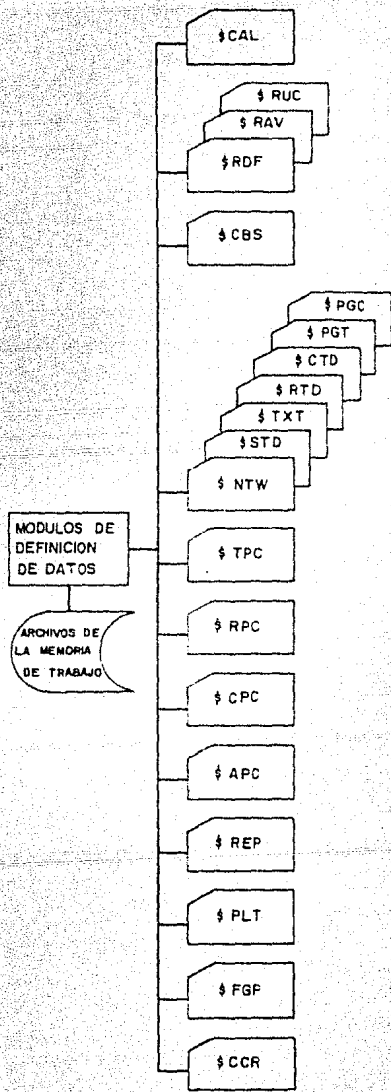 $CAL
$ RUC
$ RAV
$RDF
$CBS
$ PGC
$ PGT
$ CTD
$ RTD
$ TXT
$STD
$ NTW
MODULOS DE
DEFINICION
DE DATOS
ARCHIVOS DE
LA MEMORIA
DE TRABAJO
$ TPC
$ RPC
$ CPC
$ APC
$ REP
$ PLT
$ FGP
$CCR